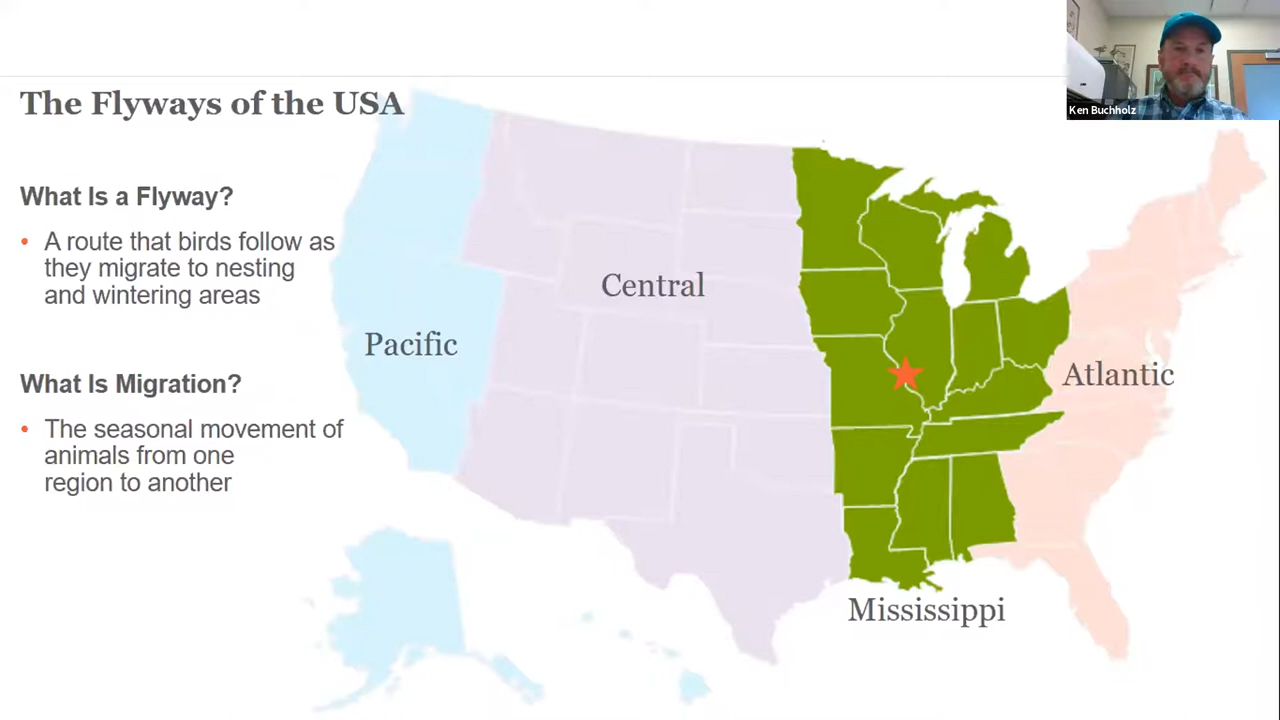 Ken Buchholz
The Flyways of the USA
What Is a Flyway?
• A route that birds follow as
they migrate to nesting
and wintering areas
What Is Migration?
• The seasonal movement of
animals from one
region to another
Central
Pacific
Atlantic
Mississippi